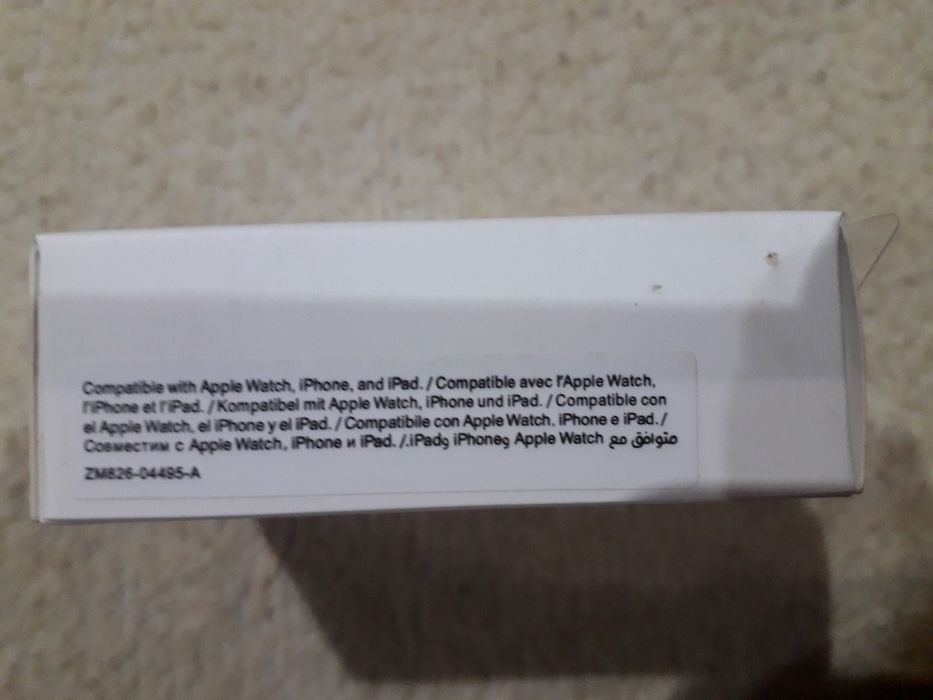 Compatible with Apple Watch, iPhone, and iPad. / Compatible avec l'Apple Watch,
l'iPhone et l'iPad. / Kompatibel mit Apple Watch, iPhone und iPad. / Compatible con
el Apple Watch, el iPhone y el iPad. / Compatibile con Apple Watch, iPhone e iPad. /
Совместим с Apple Watch, iPhone и iPad. / متوافق مع Apple Watch وiPhone وiPad.
ZM826-04495-A